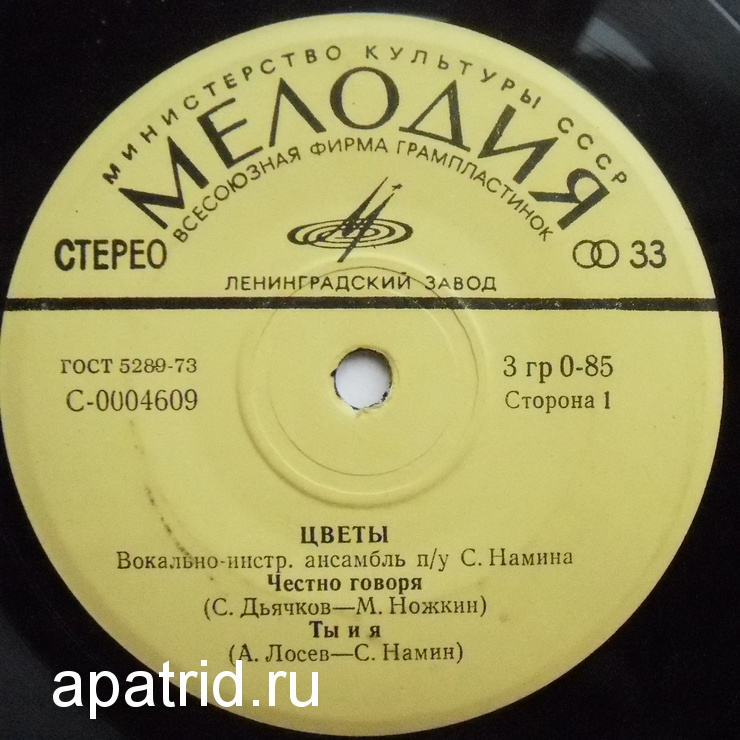 МИНИСТЕРСТВО КУЛЬТУРЫ СССР
МЕЛОДИЯ
ВСЕСОЮЗНАЯ ФИРМА ГРАМПЛАСТИНОК
СТЕРЕО
33
ЛЕНИНГРАДСКИЙ ЗАВОД
ГОСТ 5289-73
3 гр 0-85
С-0004609
Сторона 1
ЦВЕТЫ
Вокально-инстр. ансамбль п/у С. Намина
Честно говоря
(С. Дьячков—М. Ножкин)
Ты и я
(А. Лосев—С. Намин)
apatrid.ru